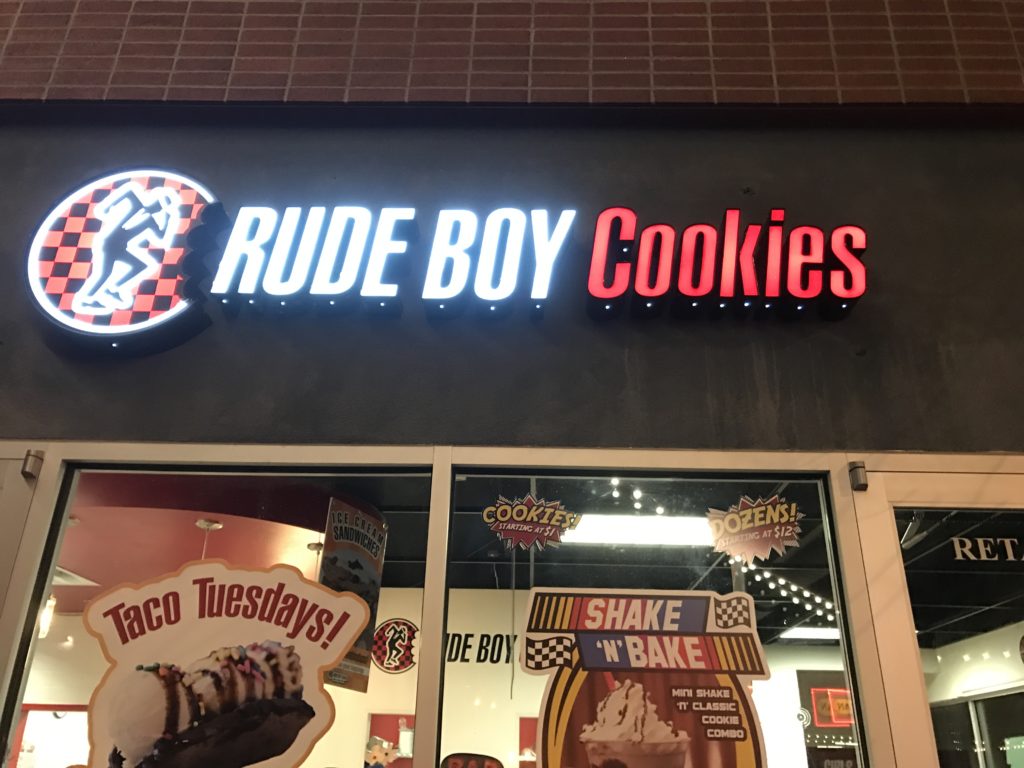 RUDE BOY Cookies
ICE CREAM
SANDWICHES
COOKIES!
STARTING AT $1
DOZENS!
STARTING AT $12
Taco Tuesdays!
UDE BOY
SHAKE
'N' BAKE
MINI SHAKE
'N' CLASSIC
COOKIE
COMBO
RETA